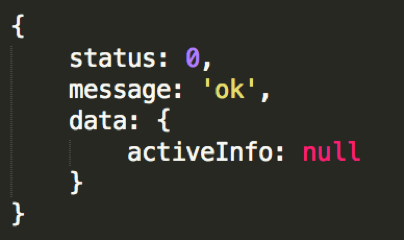 {
    status: 0,
    message: 'ok',
    data: {
        activeInfo: null
    }
}